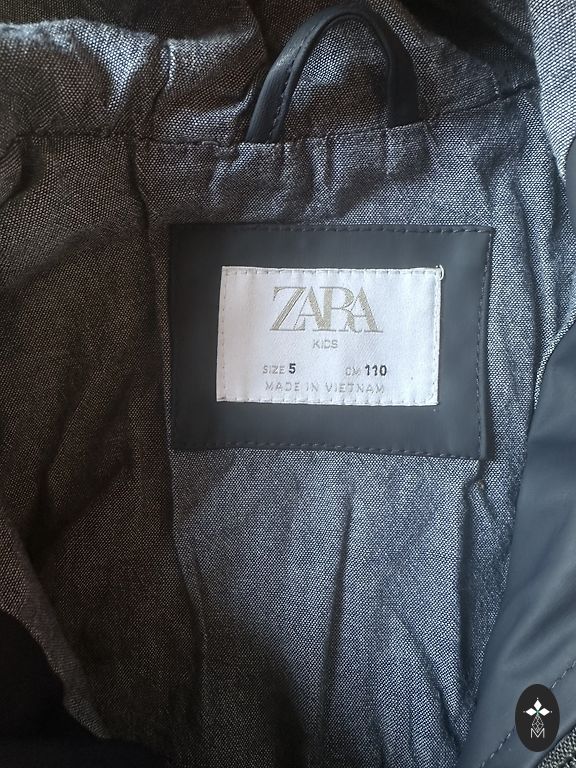 ZARA
KIDS
SIZE 5 CM 110
MADE IN VIETNAM
M